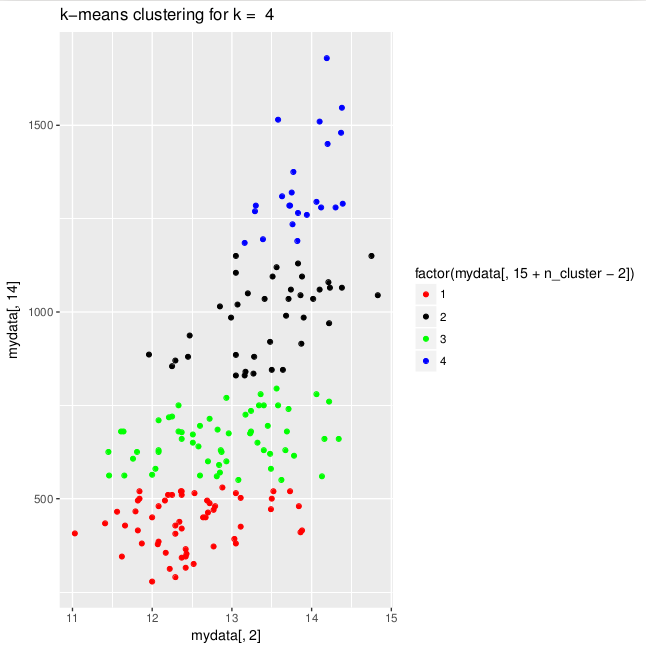 k−means clustering for k =  4
1500
1000
500
mydata[, 14]
11 12 13 14 15
mydata[, 2]
factor(mydata[, 15 + n_cluster − 2])
1
2
3
4